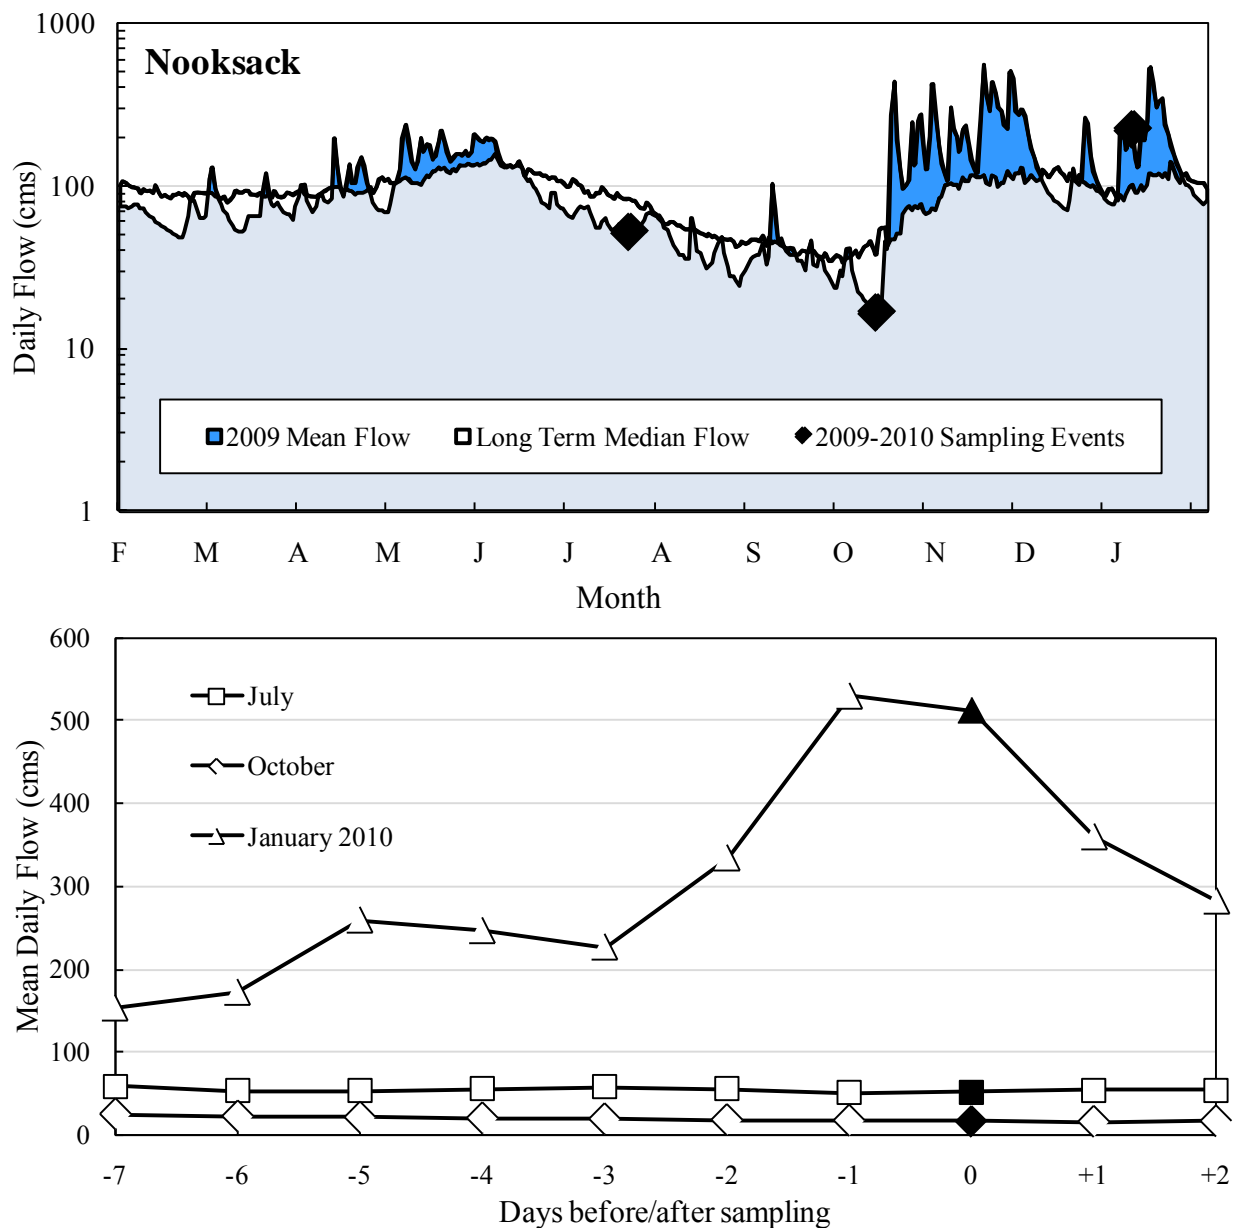 1000
Nooksack
100
10
1
Daily Flow (cms)
2009 Mean Flow Long Term Median Flow 2009-2010 Sampling Events
F M A M J J A S O N D J
Month
600
500
400
300
200
100
0
Mean Daily Flow (cms)
July
October
January 2010
-7 -6 -5 -4 -3 -2 -1 0 +1 +2
Days before/after sampling